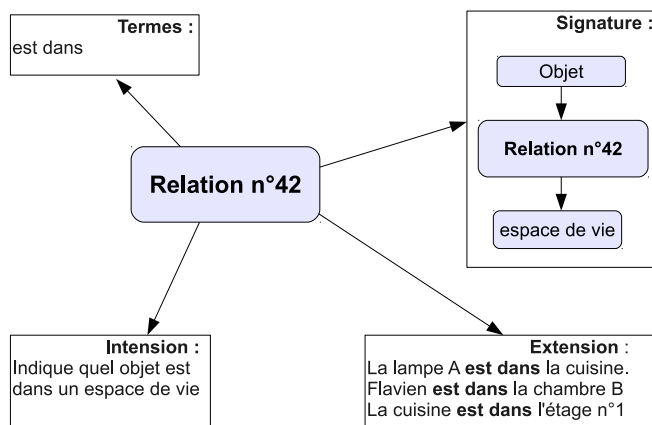 Termes :
est dans
Signature :
Objet
Relation n°42
espace de vie
Relation n°42
Intension :
Indique quel objet est
dans un espace de vie
Extension :
La lampe A est dans la cuisine.
Flavien est dans la chambre B
La cuisine est dans l'étage n°1